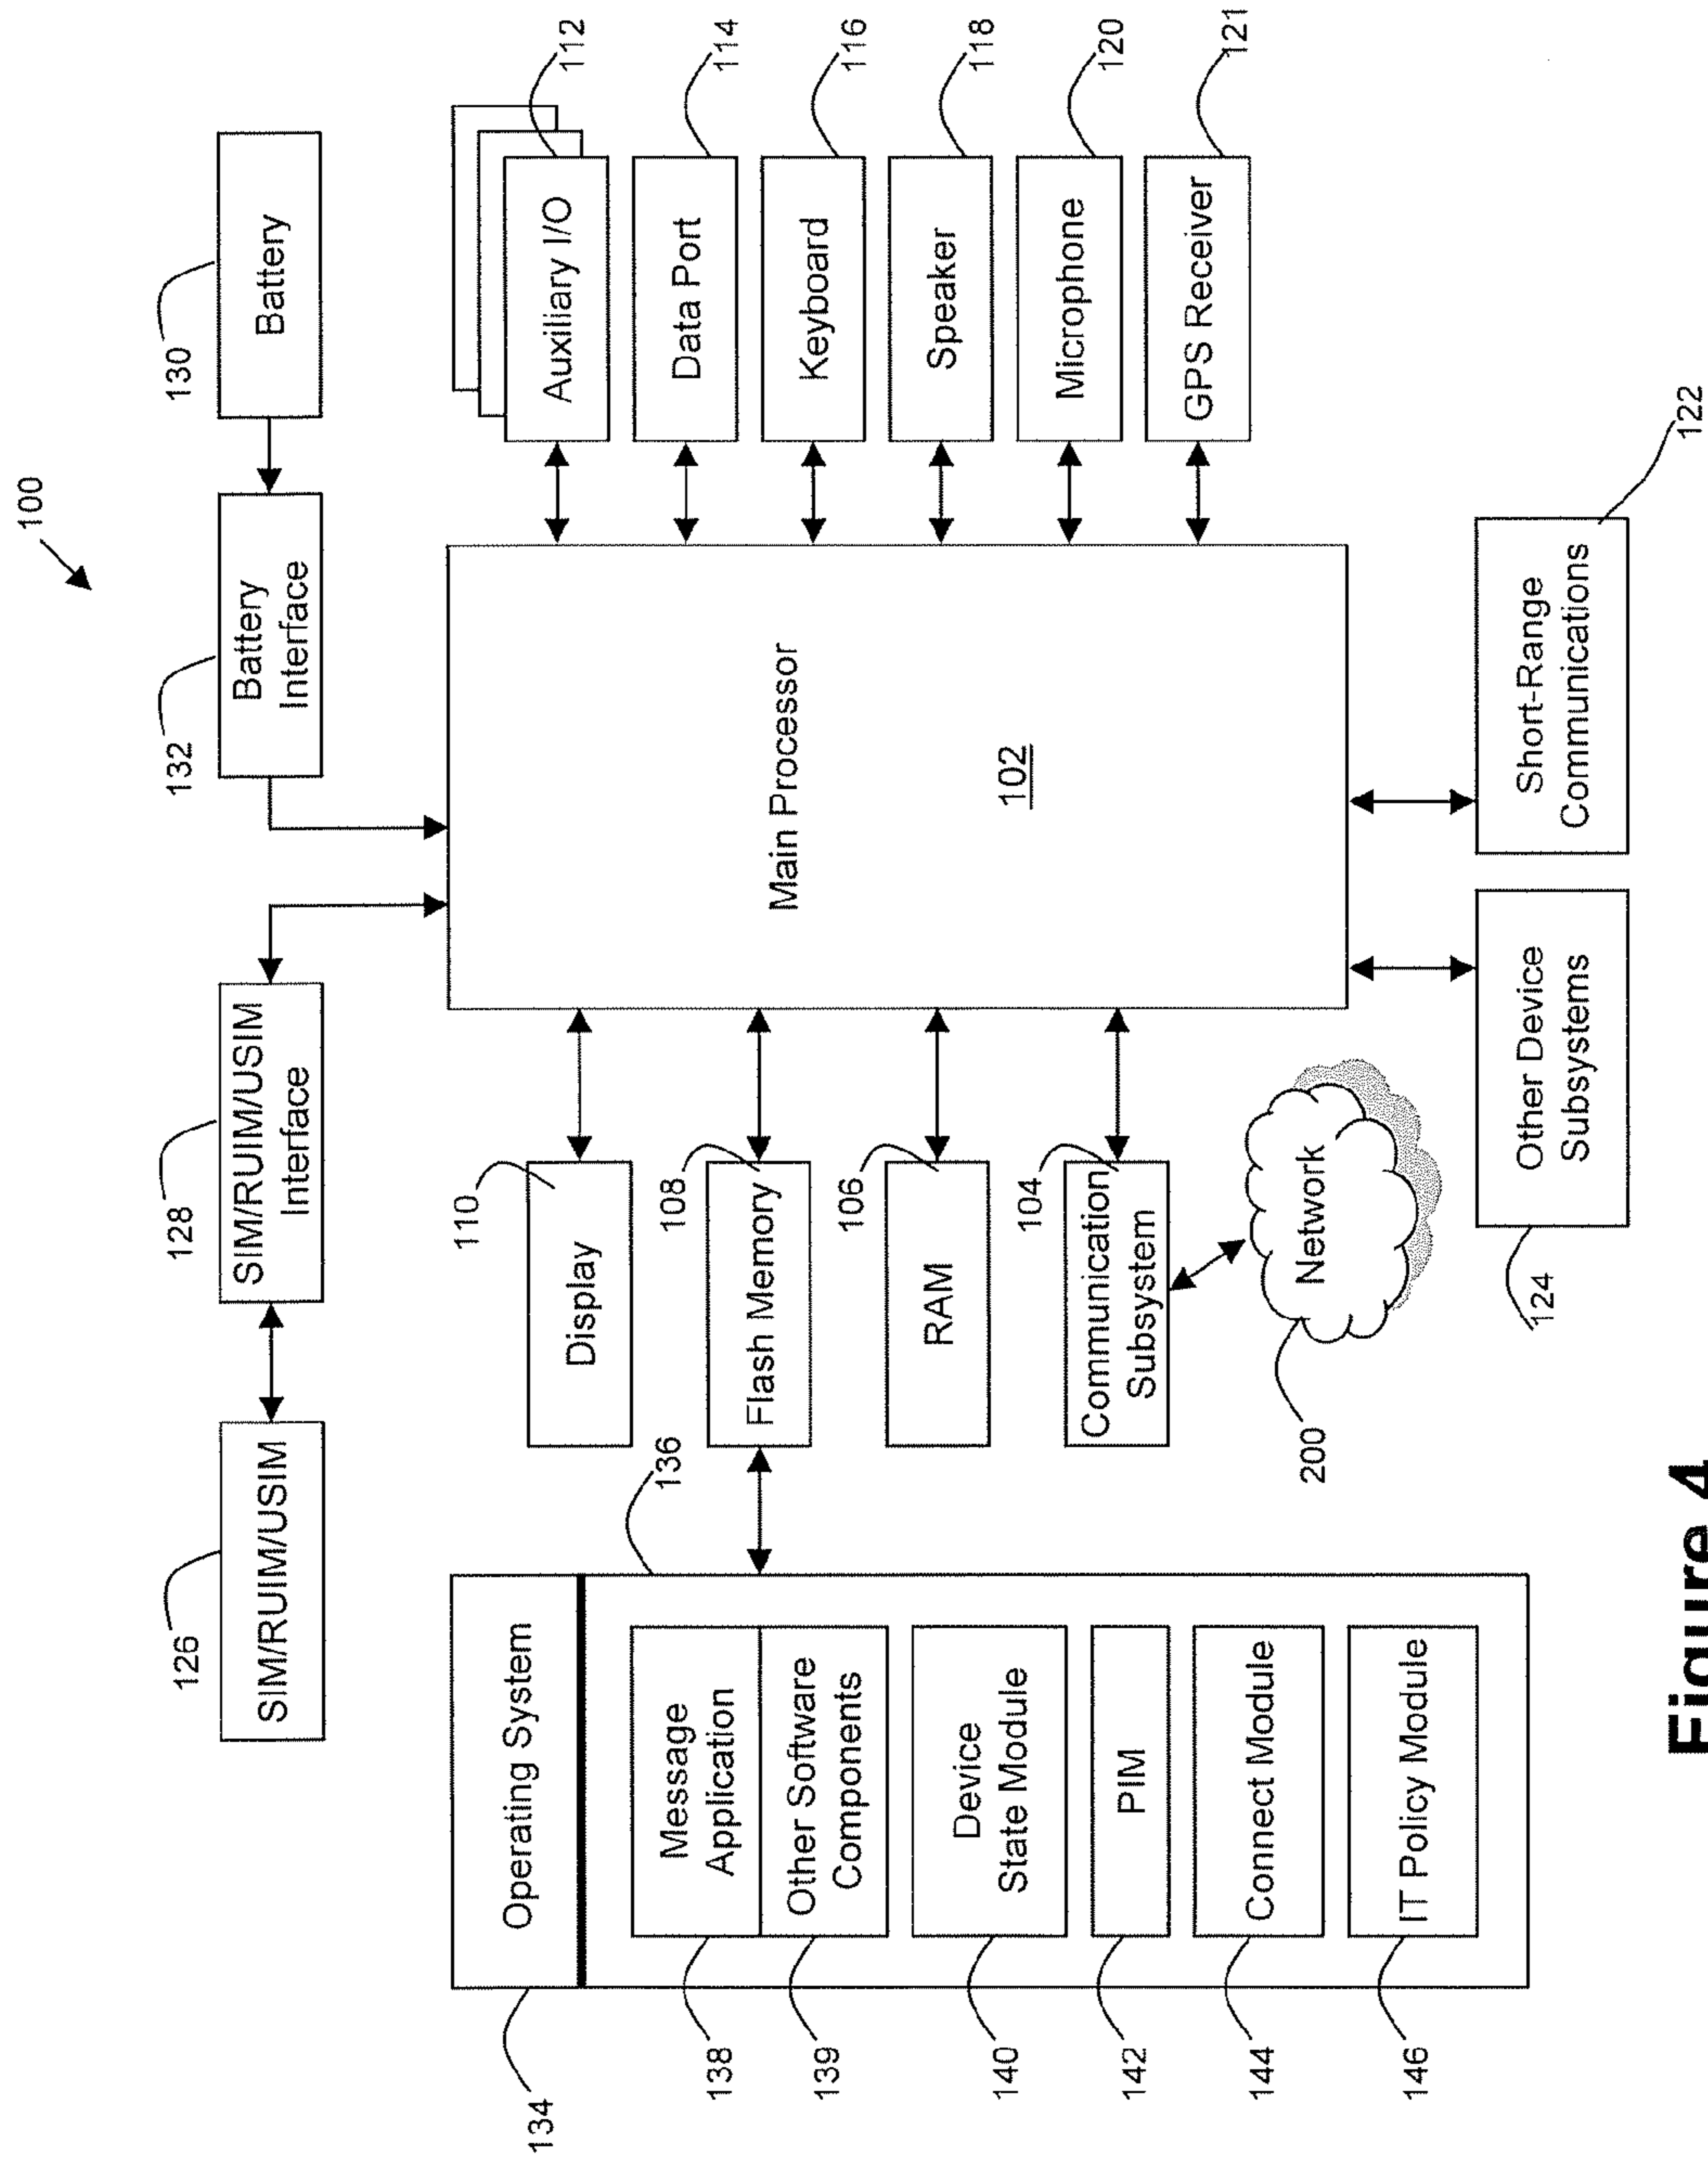 100
126
SIM/RUIM/USIM
128
SIM/RUIM/USIM
Interface
132
Battery
Interface
130
Battery
134
Operating System
136
138
Message
Application
139
Other Software
Components
140
Device
State Module
142
PIM
144
Connect Module
146
IT Policy Module
110
Display
108
Flash Memory
106
RAM
104
Communication
Subsystem
200
Network
Main Processor
102
Auxiliary I/O
112
Data Port
114
Keyboard
116
Speaker
118
Microphone
120
GPS Receiver
121
124
Other Device
Subsystems
Short-Range
Communications
122
Figure 4